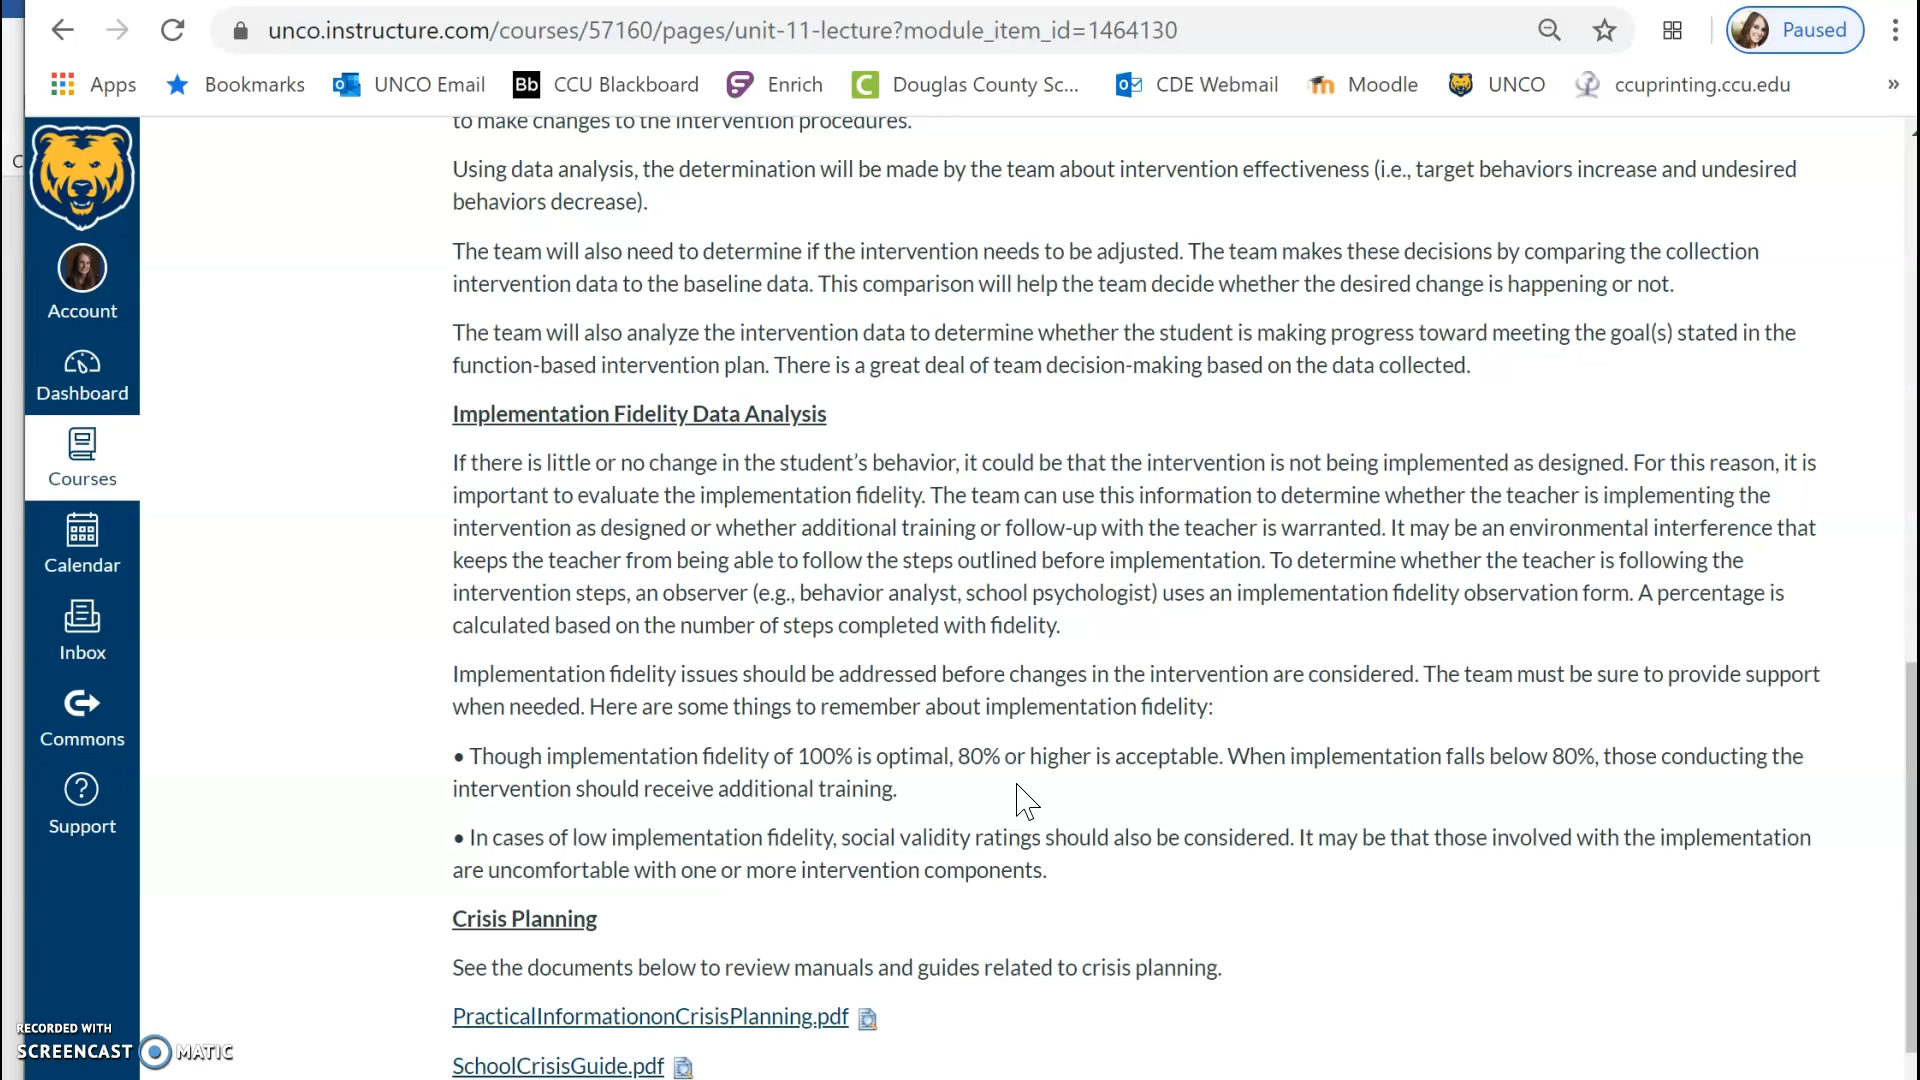 unco.instructure.com/courses/57160/pages/unit-11-lecture?module_item_id=1464130
Paused
Apps
Bookmarks
UNCO Email
Bb
CCU Blackboard
Enrich
Douglas County Sc...
CDE Webmail
Moodle
UNCO
ccuprinting.ccu.edu
»
to make changes to the intervention procedures.
Using data analysis, the determination will be made by the team about intervention effectiveness (i.e., target behaviors increase and undesired
behaviors decrease).
The team will also need to determine if the intervention needs to be adjusted. The team makes these decisions by comparing the collection
intervention data to the baseline data. This comparison will help the team decide whether the desired change is happening or not.
The team will also analyze the intervention data to determine whether the student is making progress toward meeting the goal(s) stated in the
function-based intervention plan. There is a great deal of team decision-making based on the data collected.
Implementation Fidelity Data Analysis
If there is little or no change in the student's behavior, it could be that the intervention is not being implemented as designed. For this reason, it is
important to evaluate the implementation fidelity. The team can use this information to determine whether the teacher is implementing the
intervention as designed or whether additional training or follow-up with the teacher is warranted. It may be an environmental interference that
keeps the teacher from being able to follow the steps outlined before implementation. To determine whether the teacher is following the
intervention steps, an observer (e.g., behavior analyst, school psychologist) uses an implementation fidelity observation form. A percentage is
calculated based on the number of steps completed with fidelity.
Implementation fidelity issues should be addressed before changes in the intervention are considered. The team must be sure to provide support
when needed. Here are some things to remember about implementation fidelity:
• Though implementation fidelity of 100% is optimal, 80% or higher is acceptable. When implementation falls below 80%, those conducting the
intervention should receive additional training.
• In cases of low implementation fidelity, social validity ratings should also be considered. It may be that those involved with the implementation
are uncomfortable with one or more intervention components.
Crisis Planning
See the documents below to review manuals and guides related to crisis planning.
PracticalInformationonCrisisPlanning.pdf
SchoolCrisisGuide.pdf
Account
Dashboard
Courses
Calendar
Inbox
Commons
Support
RECORDED WITH
SCREENCAST MATIC